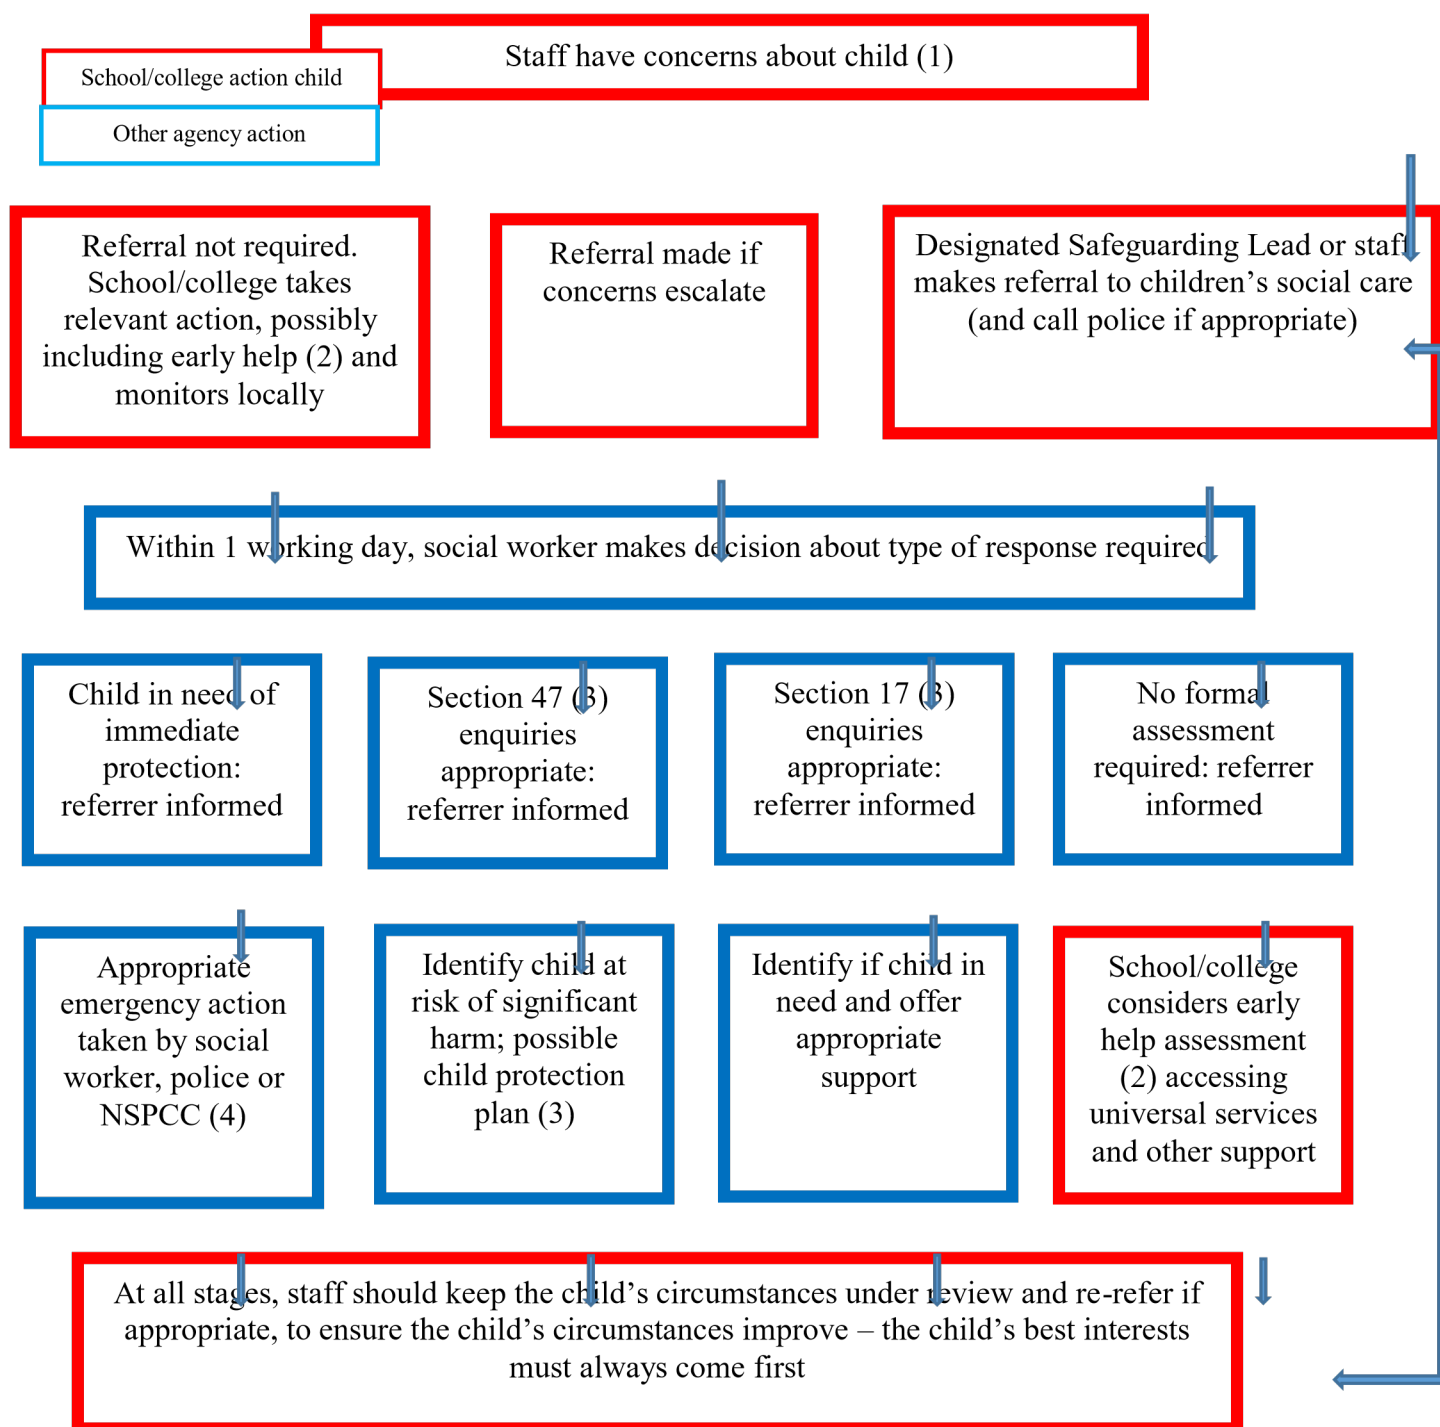 Staff have concerns about child (1)
School/college action child
Other agency action
Referral not required.
School/college takes
relevant action, possibly
including early help (2) and
monitors locally
Referral made if
concerns escalate
Designated Safeguarding Lead or staff
makes referral to children’s social care
(and call police if appropriate)
Within 1 working day, social worker makes decision about type of response required
Child in need of
immediate
protection:
referrer informed
Section 47 (3)
enquiries
appropriate:
referrer informed
Section 17 (3)
enquiries
appropriate:
referrer informed
No formal
assessment
required: referrer
informed
Appropriate
emergency action
taken by social
worker, police or
NSPCC (4)
Identify child at
risk of significant
harm; possible
child protection
plan (3)
Identify if child in
need and offer
appropriate
support
School/college
considers early
help assessment
(2) accessing
universal services
and other support
At all stages, staff should keep the child’s circumstances under review and re-refer if
appropriate, to ensure the child’s circumstances improve – the child’s best interests
must always come first